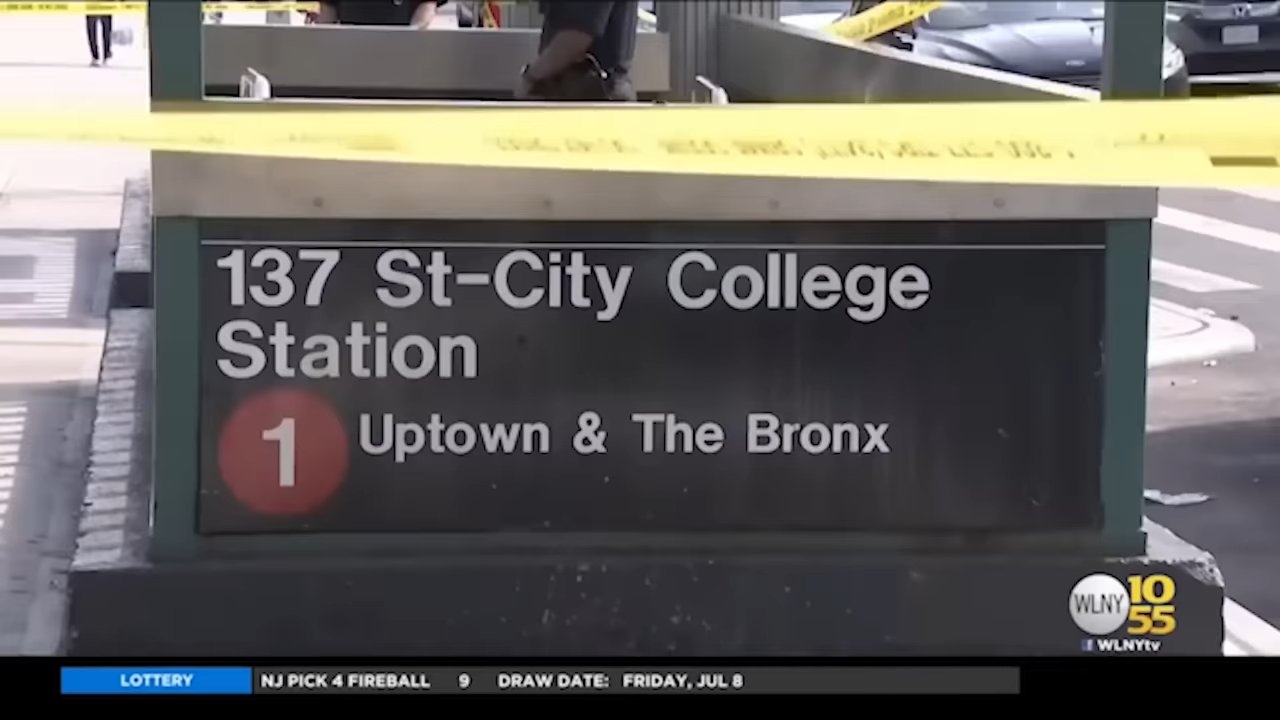 137 St-City College
Station
1 Uptown & The Bronx
WLNY
10
55
WLNYtv
LOTTERY NJ PICK 4 FIREBALL 9 DRAW DATE: FRIDAY, JUL 8